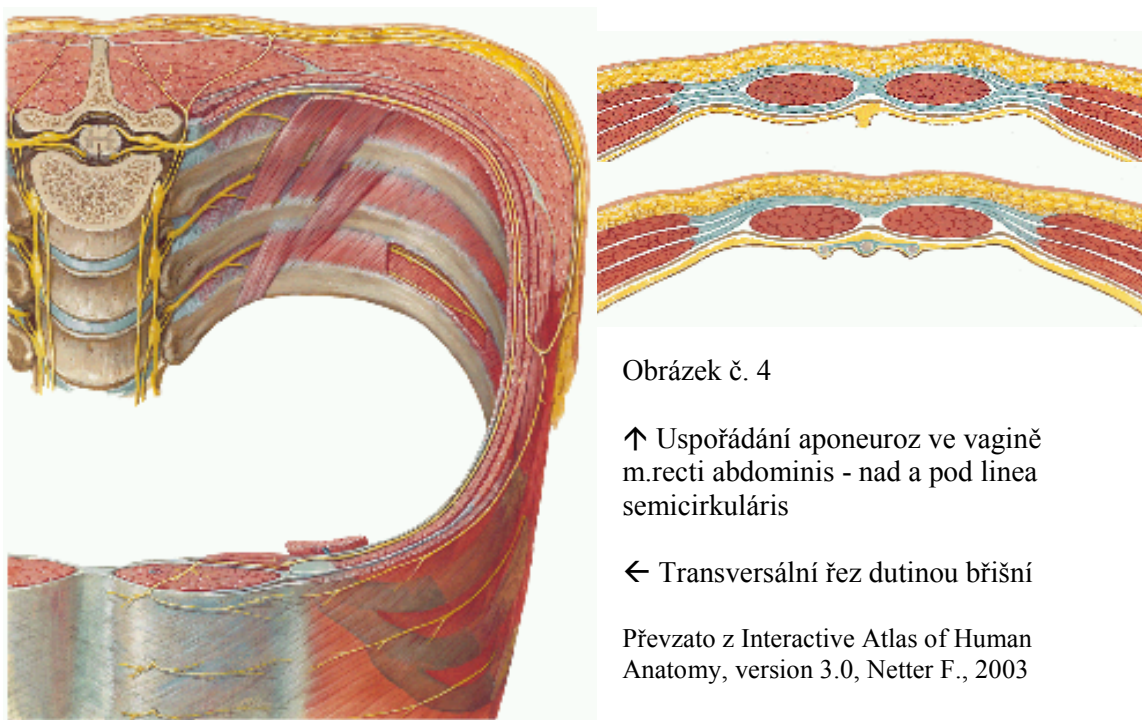 Obrázek č. 4
↑ Uspořádání aponeuroz ve vagině
m.recti abdominis - nad a pod linea
semicirkuláris
← Transversální řez dutinou břišní
Převzato z Interactive Atlas of Human
Anatomy, version 3.0, Netter F., 2003